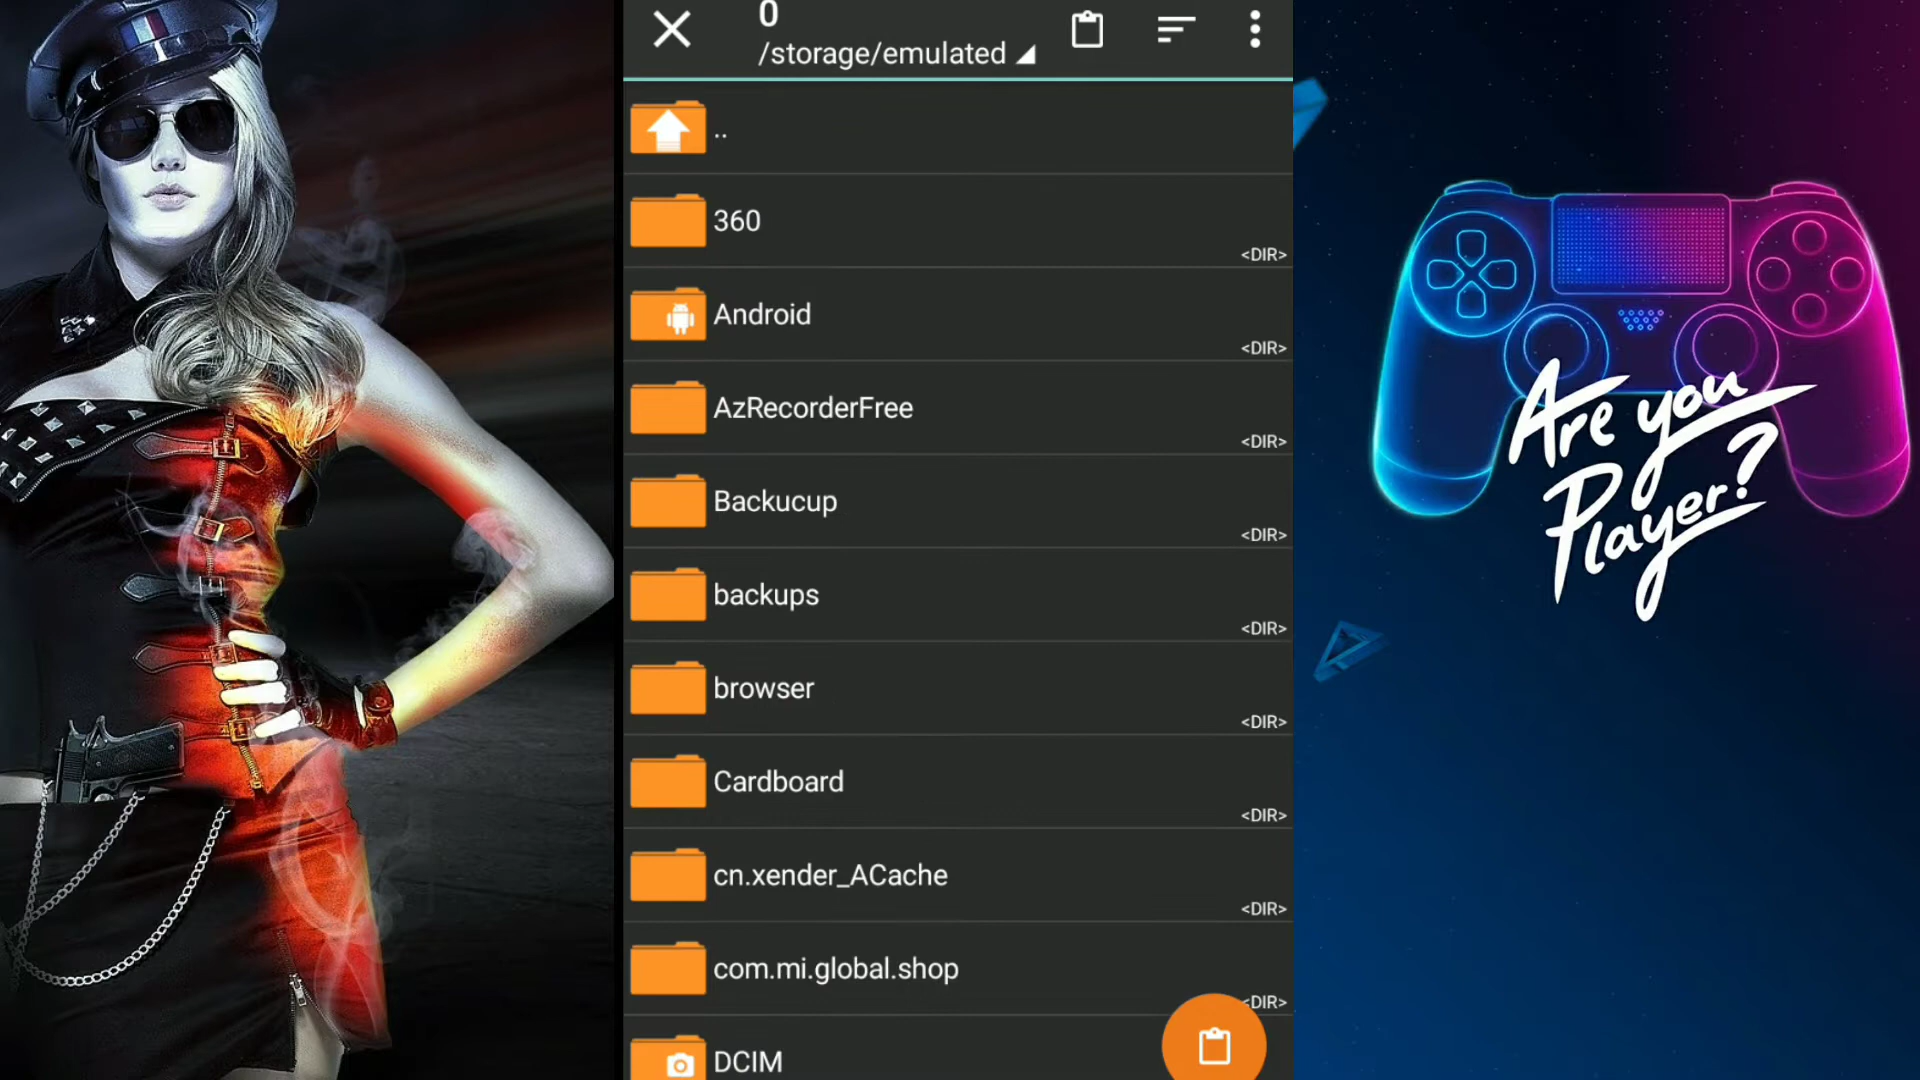 0
/storage/emulated
..
360
<DIR>
Android
<DIR>
AzRecorderFree
<DIR>
Backucup
<DIR>
backups
<DIR>
browser
<DIR>
Cardboard
<DIR>
cn.xender_ACache
<DIR>
com.mi.global.shop
<DIR>
DCIM
Are you
Player?